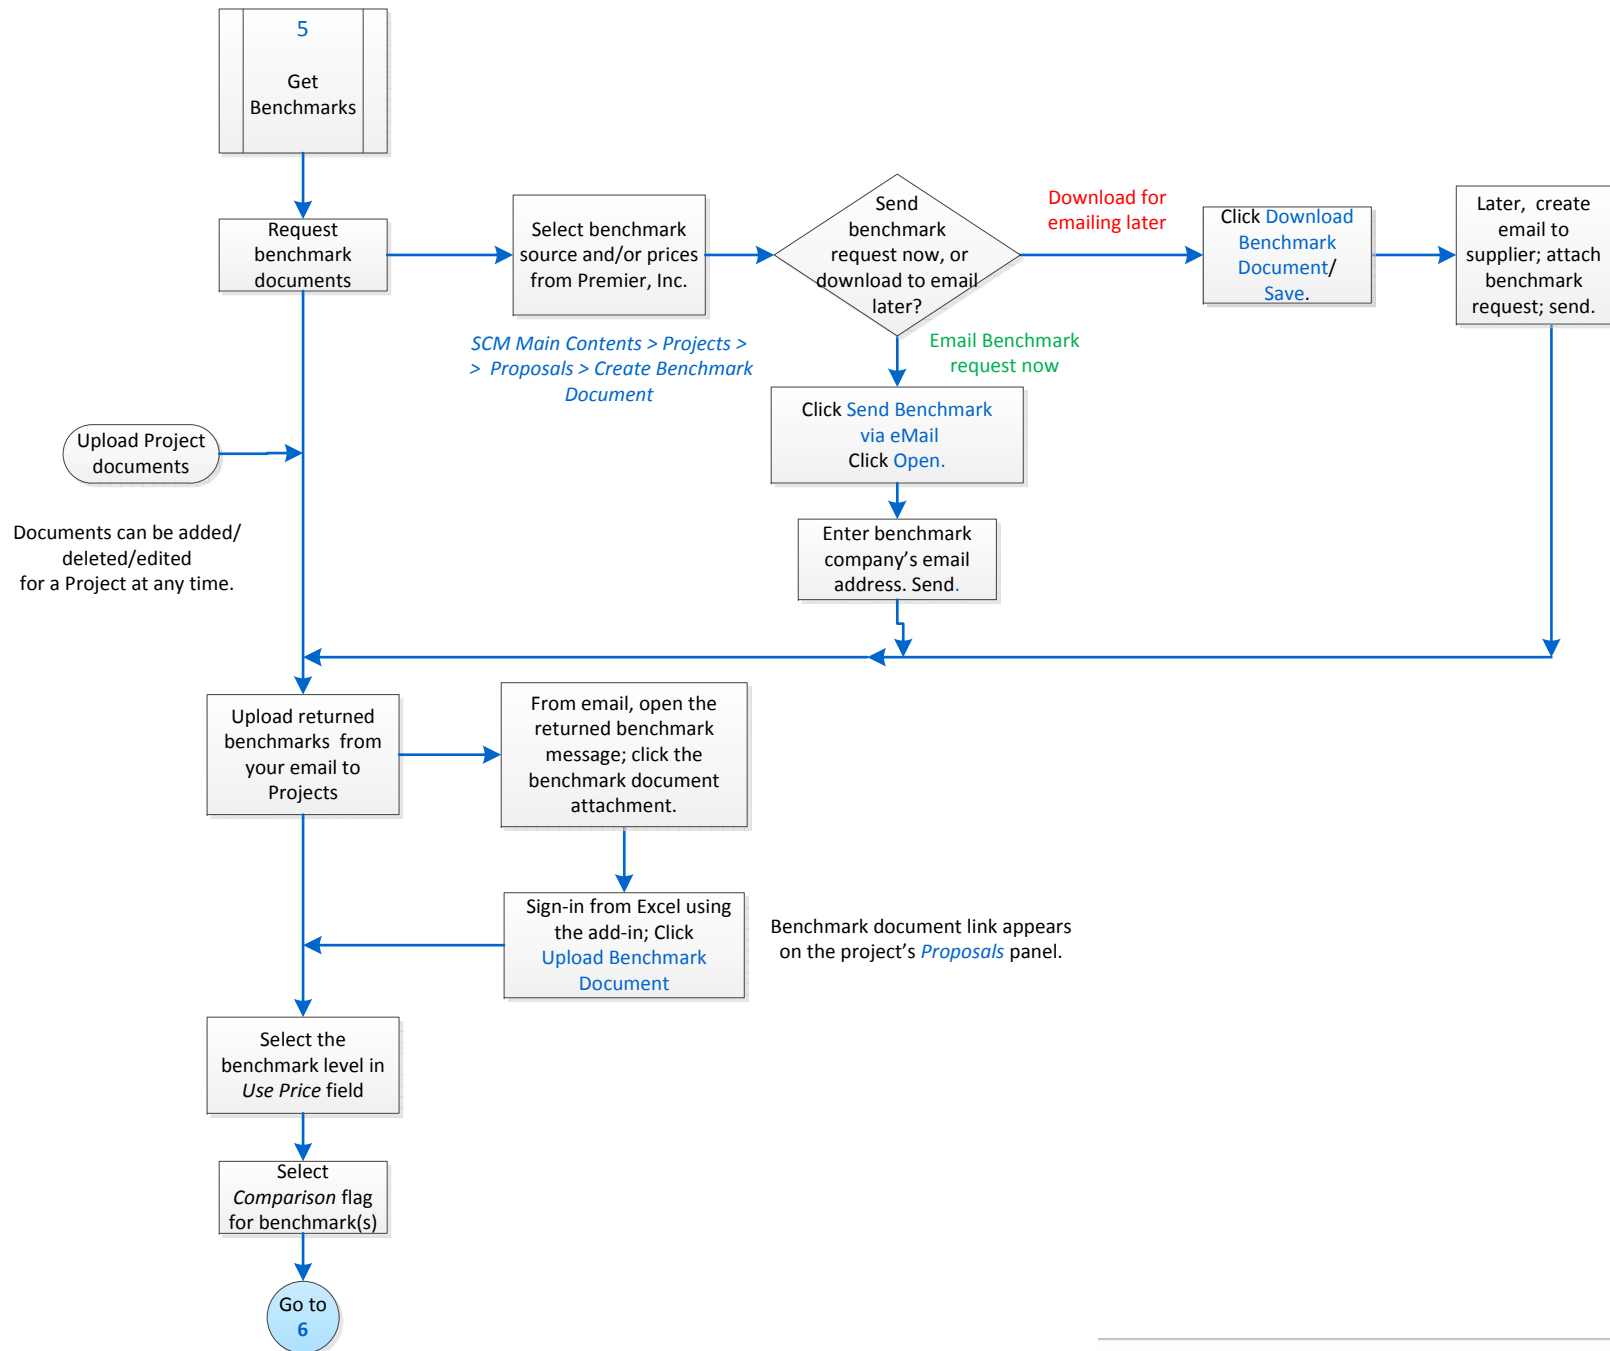 5
Get
Benchmarks
Request
benchmark
documents
Select benchmark
source and/or prices
from Premier, Inc.
SCM Main Contents > Projects >
> Proposals > Create Benchmark
Document
Send
benchmark
request now, or
download to email
later?
Download for
emailing later
Click Download
Benchmark
Document/
Save.
Later, create
email to
supplier; attach
benchmark
request; send.
Email Benchmark
request now
Click Send Benchmark
via eMail
Click Open.
Enter benchmark
company's email
address. Send.
Upload Project
documents
Documents can be added/
deleted/edited
for a Project at any time.
Upload returned
benchmarks from
your email to
Projects
From email, open the
returned benchmark
message; click the
benchmark document
attachment.
Sign-in from Excel using
the add-in; Click
Upload Benchmark
Document
Benchmark document link appears
on the project's Proposals panel.
Select the
benchmark level in
Use Price field
Select
Comparison flag
for benchmark(s)
Go to
6